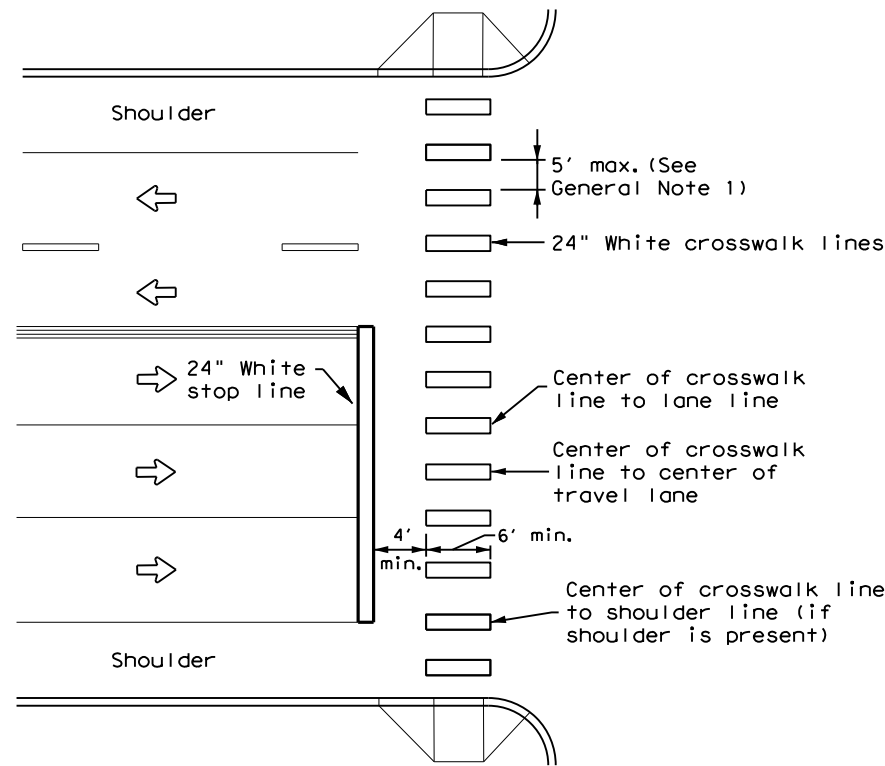 Shoulder
5' max. (See
General Note 1)
24" White crosswalk lines
24" White
stop line
Center of crosswalk
line to lane line
Center of crosswalk
line to center of
travel lane
4'
min.
6' min.
Center of crosswalk line
to shoulder line (if
shoulder is present)
Shoulder